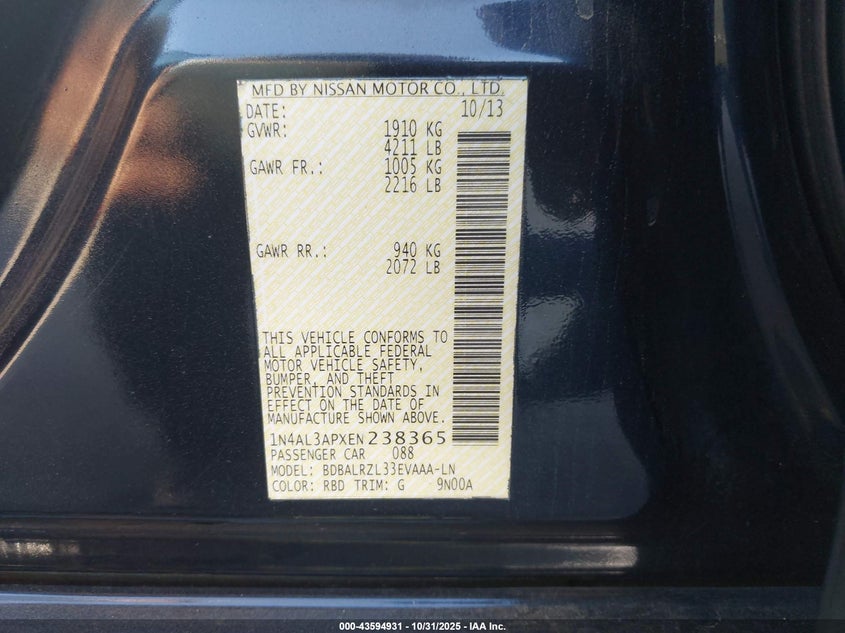 MFD BY NISSAN MOTOR CO., LTD.
DATE: 10/13
GVWR: 1910 KG
4211 LB
GAWR FR.: 1005 KG
2216 LB
GAWR RR.: 940 KG
2072 LB
THIS VEHICLE CONFORMS TO
ALL APPLICABLE FEDERAL
MOTOR VEHICLE SAFETY,
BUMPER, AND THEFT
PREVENTION STANDARDS IN
EFFECT ON THE DATE OF
MANUFACTURE SHOWN ABOVE.
1N4AL3APXEN238365
PASSENGER CAR 088
MODEL: BDBALRZL33EVAAA-LN
COLOR: RBD TRIM: G 9N00A
000-43594931 - 10/31/2025 - IAA Inc.